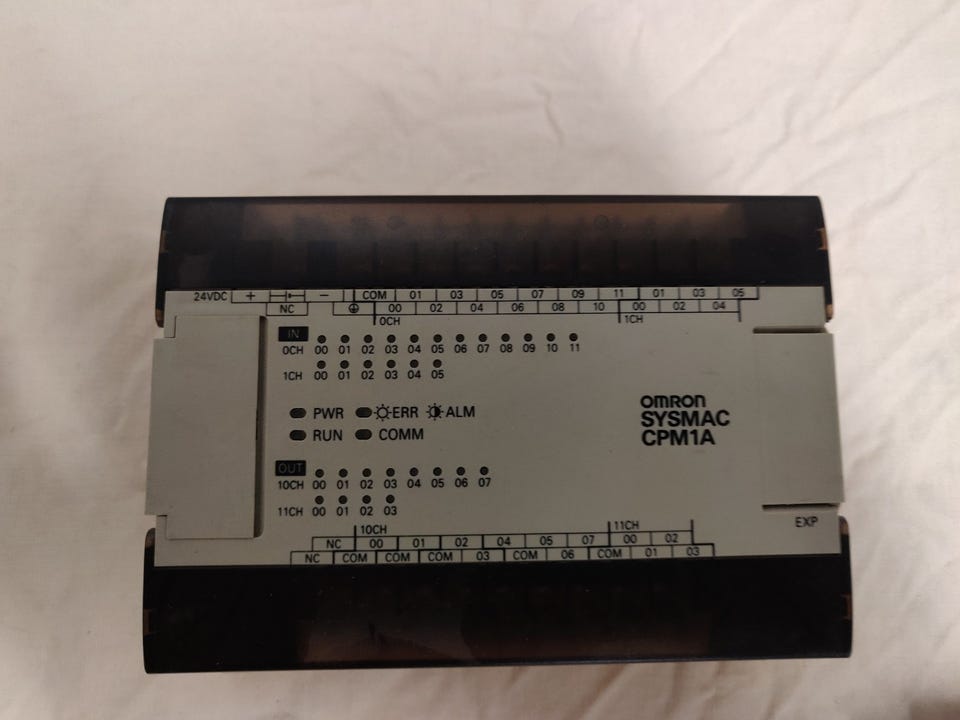 24VDC + − COM 01 03 05 07 09 11 01 03 05
NC 00 02 04 06 08 10 00 02 04
0CH 1CH
IN
0CH 00 01 02 03 04 05 06 07 08 09 10 11
1CH 00 01 02 03 04 05
PWR ERR ALM
RUN COMM
OMRON
SYSMAC
CPM1A
OUT
10CH 00 01 02 03 04 05 06 07
11CH 00 01 02 03
EXP
10CH 11CH
NC 00 01 02 04 05 07 00 02
NC COM COM COM 03 COM 06 COM 01 03